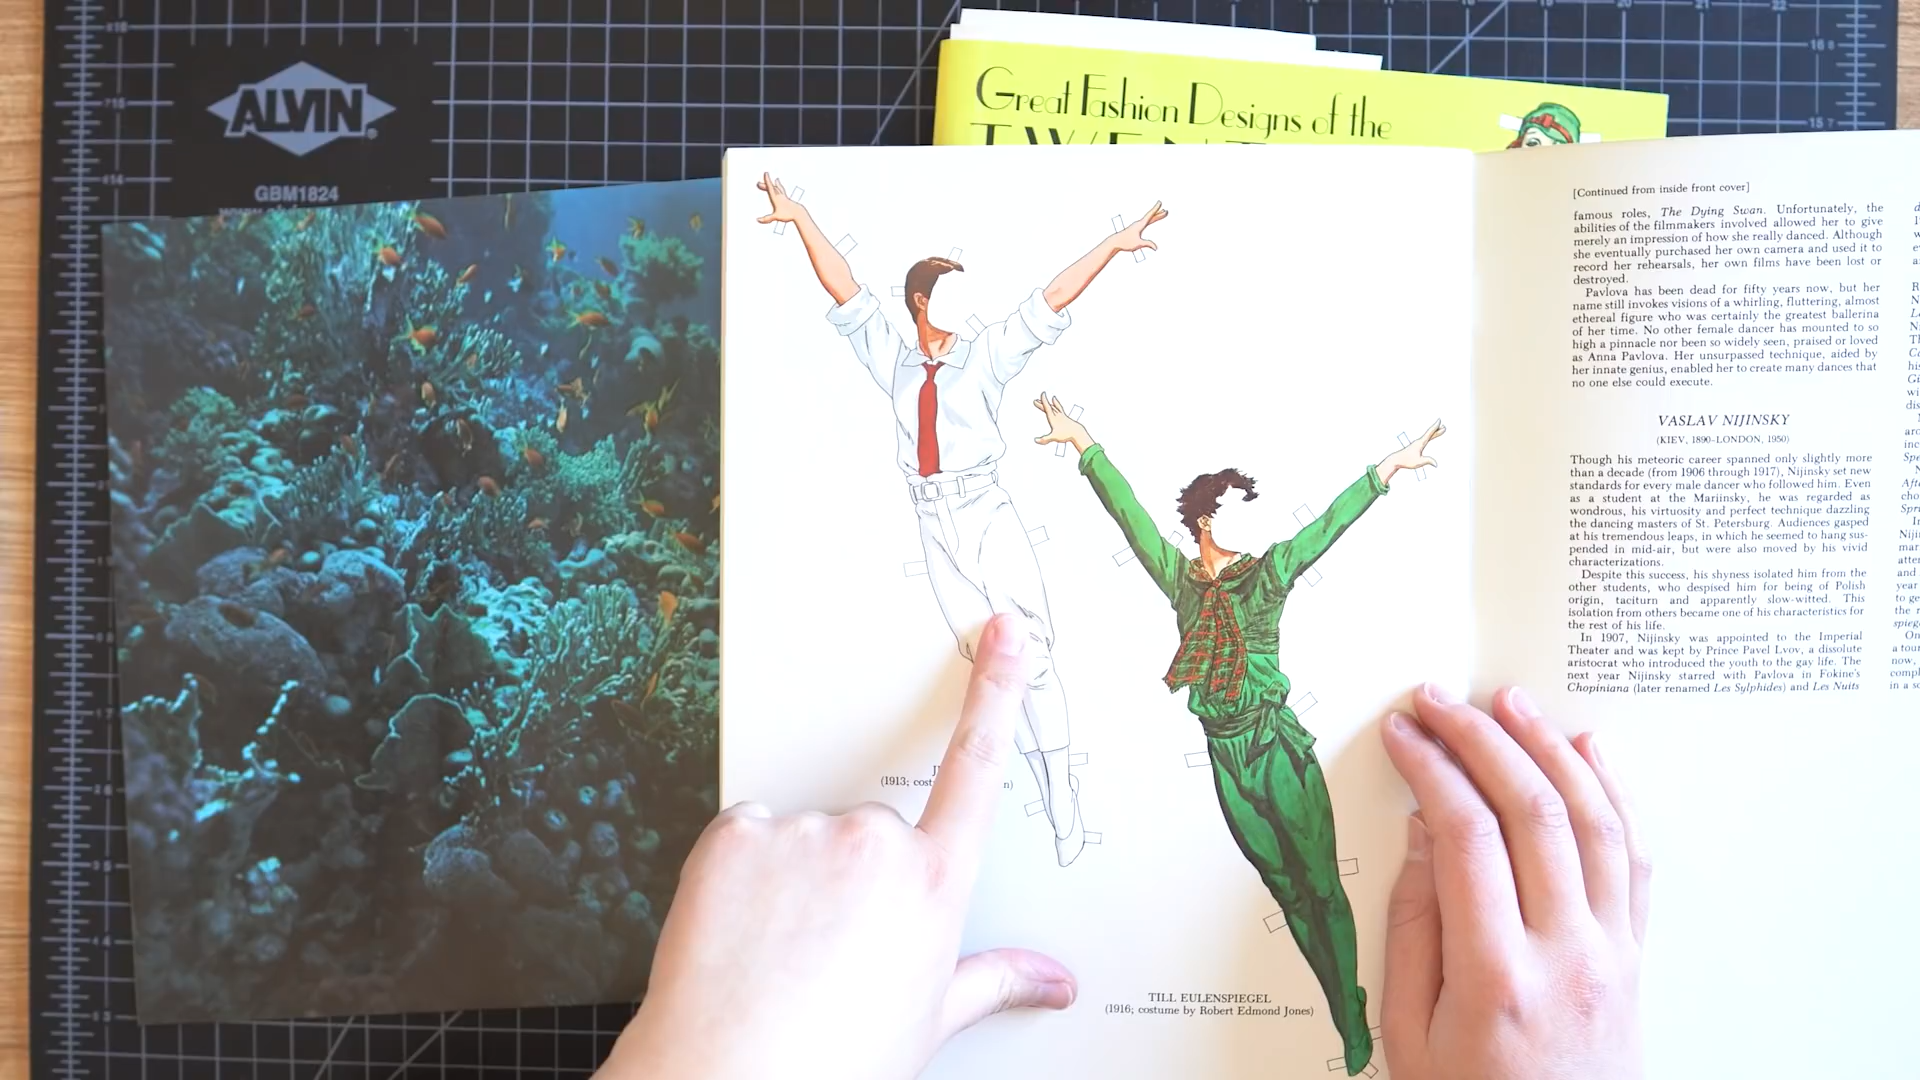 ALVIN
GBM1824
Great Fashion Designs of the
[Continued from inside front cover]
famous roles, The Dying Swan. Unfortunately, the
abilities of the filmmakers involved allowed her to give
merely an impression of how she really danced. Although
she eventually purchased her own camera and used it to
record her rehearsals, her own films have been lost or
destroyed.
Pavlova has been dead for fifty years now, but her
name still invokes visions of a whirling, fluttering, almost
ethereal figure who was certainly the greatest ballerina
of her time. No other female dancer has mounted to so
high a pinnacle nor been so widely seen, praised or loved
as Anna Pavlova. Her unsurpassed technique, aided by
her innate genius, enabled her to create many dances that
no one else could execute.
VASLAV NIJINSKY
(KIEV, 1890–LONDON, 1950)
Though his meteoric career spanned only slightly more
than a decade (from 1906 through 1917), Nijinsky set new
standards for every male dancer who followed him. Even
as a student at the Mariinsky, he was regarded as
wondrous, his virtuosity and perfect technique dazzling
the dancing masters of St. Petersburg. Audiences gasped
at his tremendous leaps, in which he seemed to hang sus-
pended in mid-air, but were also moved by his vivid
characterizations.
Despite this success, his shyness isolated him from the
other students, who despised him for being of Polish
origin, taciturn and apparently slow-witted. This
isolation from others became one of his characteristics for
the rest of his life.
In 1907, Nijinsky was appointed to the Imperial
Theater and was kept by Prince Pavel Lvov, a dissolute
aristocrat who introduced the youth to the gay life. The
next year Nijinsky starred with Pavlova in Fokine's
Chopiniana (later renamed Les Sylphides) and Les Nuits
(1913;
TILL EULENSPIEGEL
(1916; costume by Robert Edmond Jones)